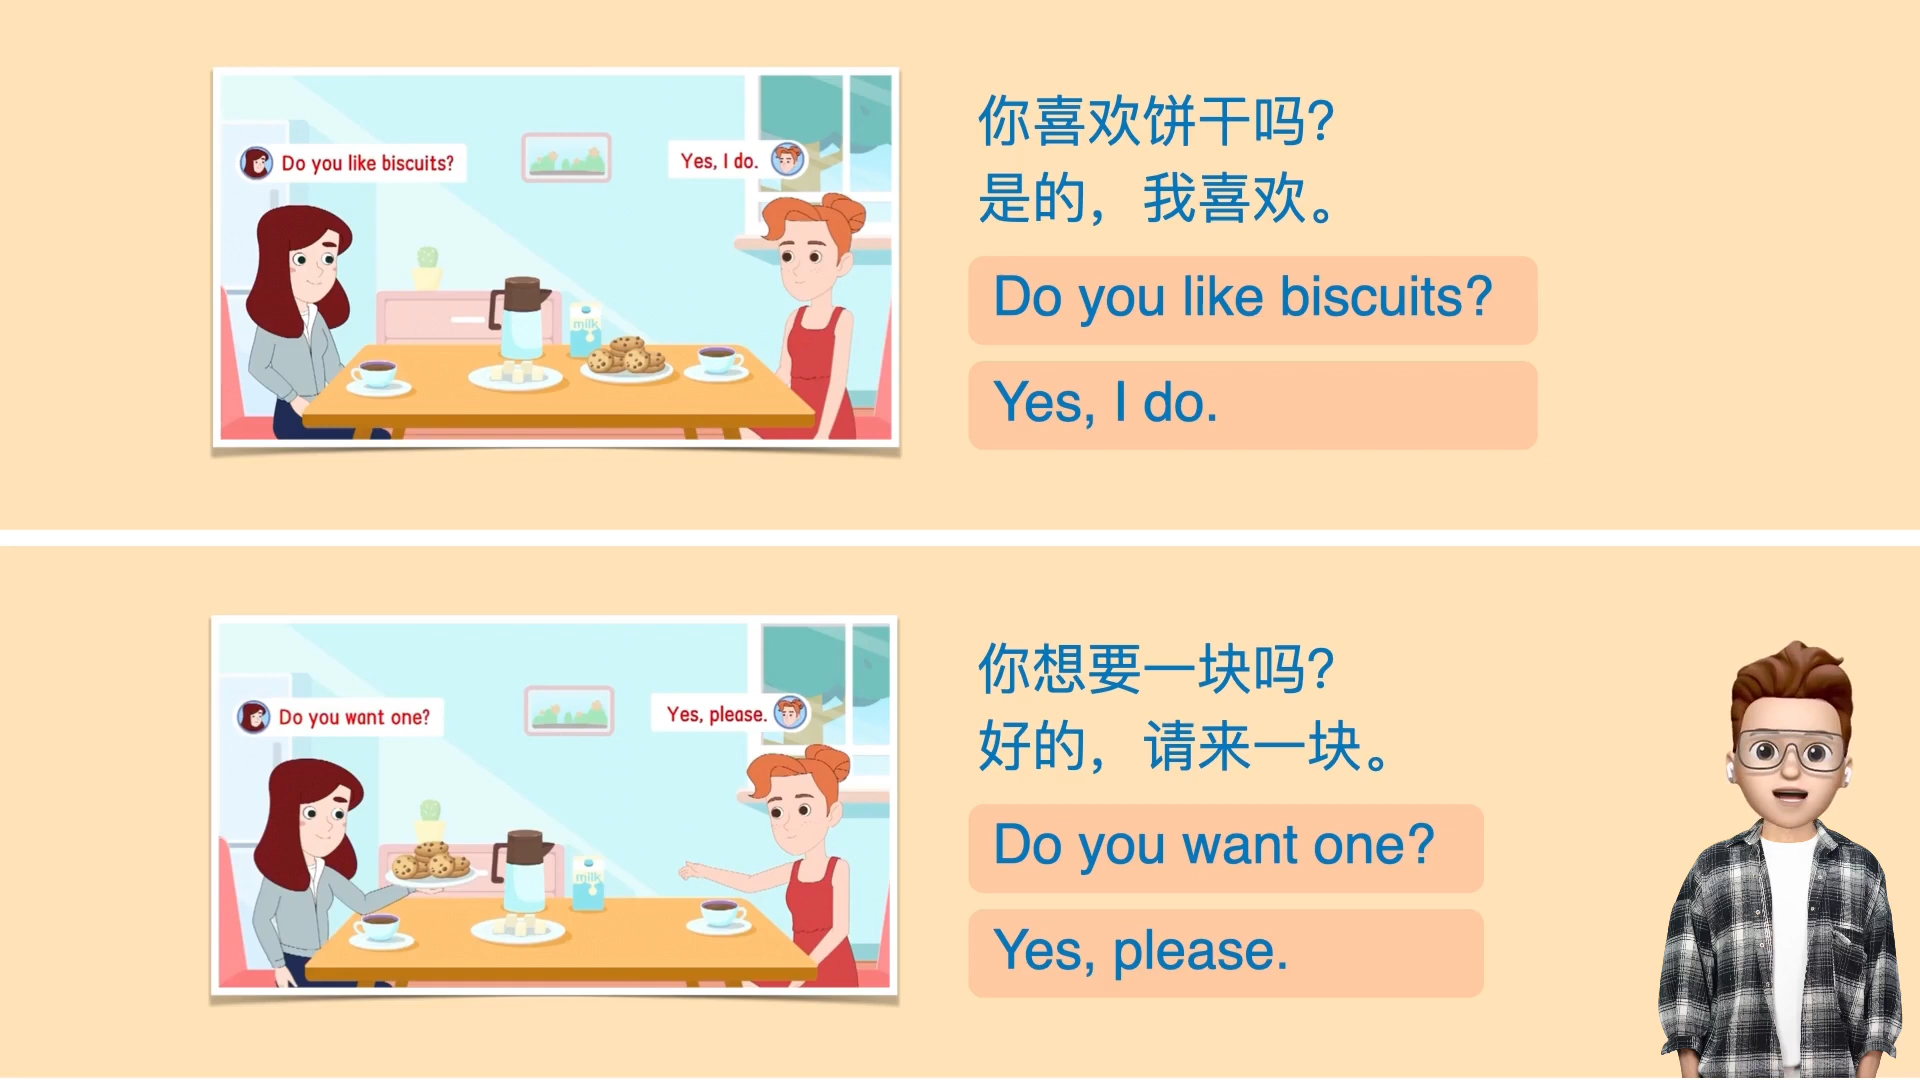 Do you like biscuits?
Yes, I do.
milk
你喜欢饼干吗?
是的，我喜欢。
Do you like biscuits?
Yes, I do.
Do you want one?
Yes, please.
milk
你想要一块吗?
好的，请来一块。
Do you want one?
Yes, please.